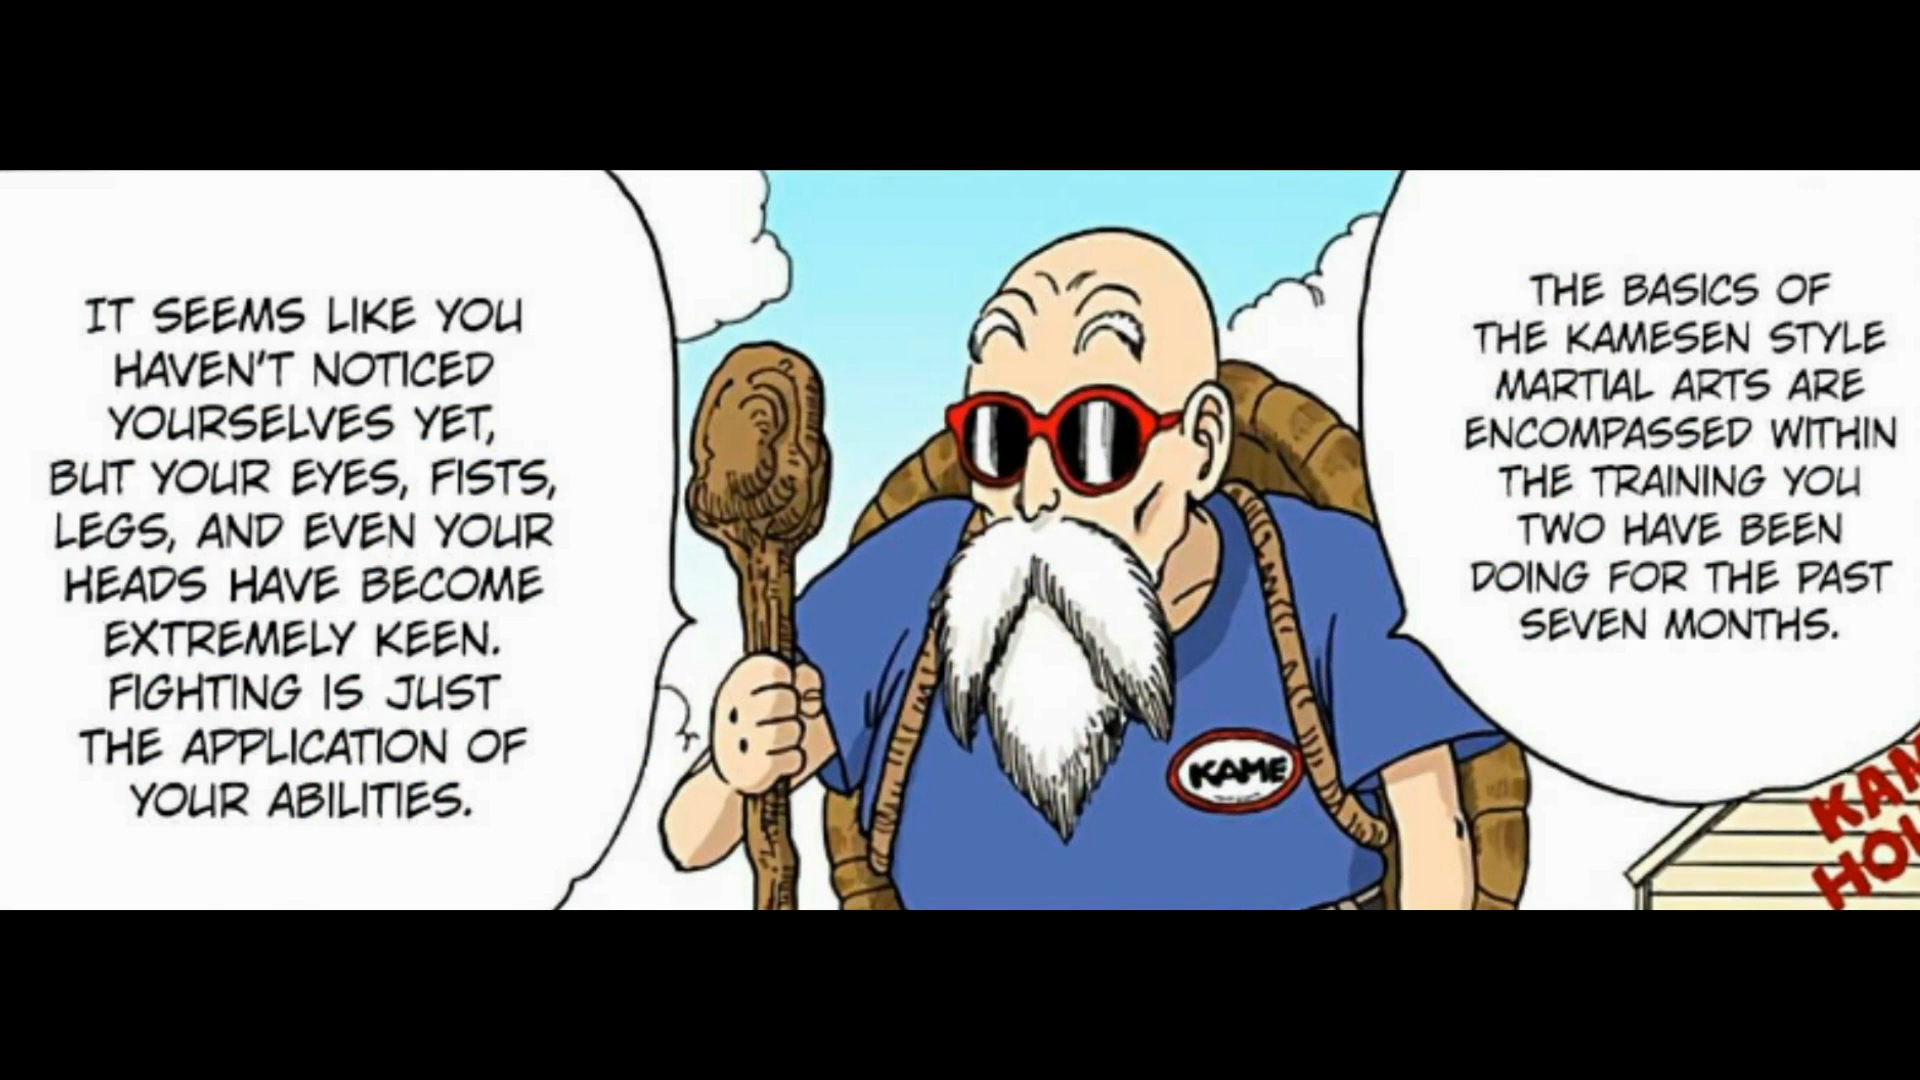 THE BASICS OF
THE KAMESEN STYLE
MARTIAL ARTS ARE
ENCOMPASSED WITHIN
THE TRAINING YOU
TWO HAVE BEEN
DOING FOR THE PAST
SEVEN MONTHS.
IT SEEMS LIKE YOU
HAVEN'T NOTICED
YOURSELVES YET,
BUT YOUR EYES, FISTS,
LEGS, AND EVEN YOUR
HEADS HAVE BECOME
EXTREMELY KEEN.
FIGHTING IS JUST
THE APPLICATION OF
YOUR ABILITIES.
KAME